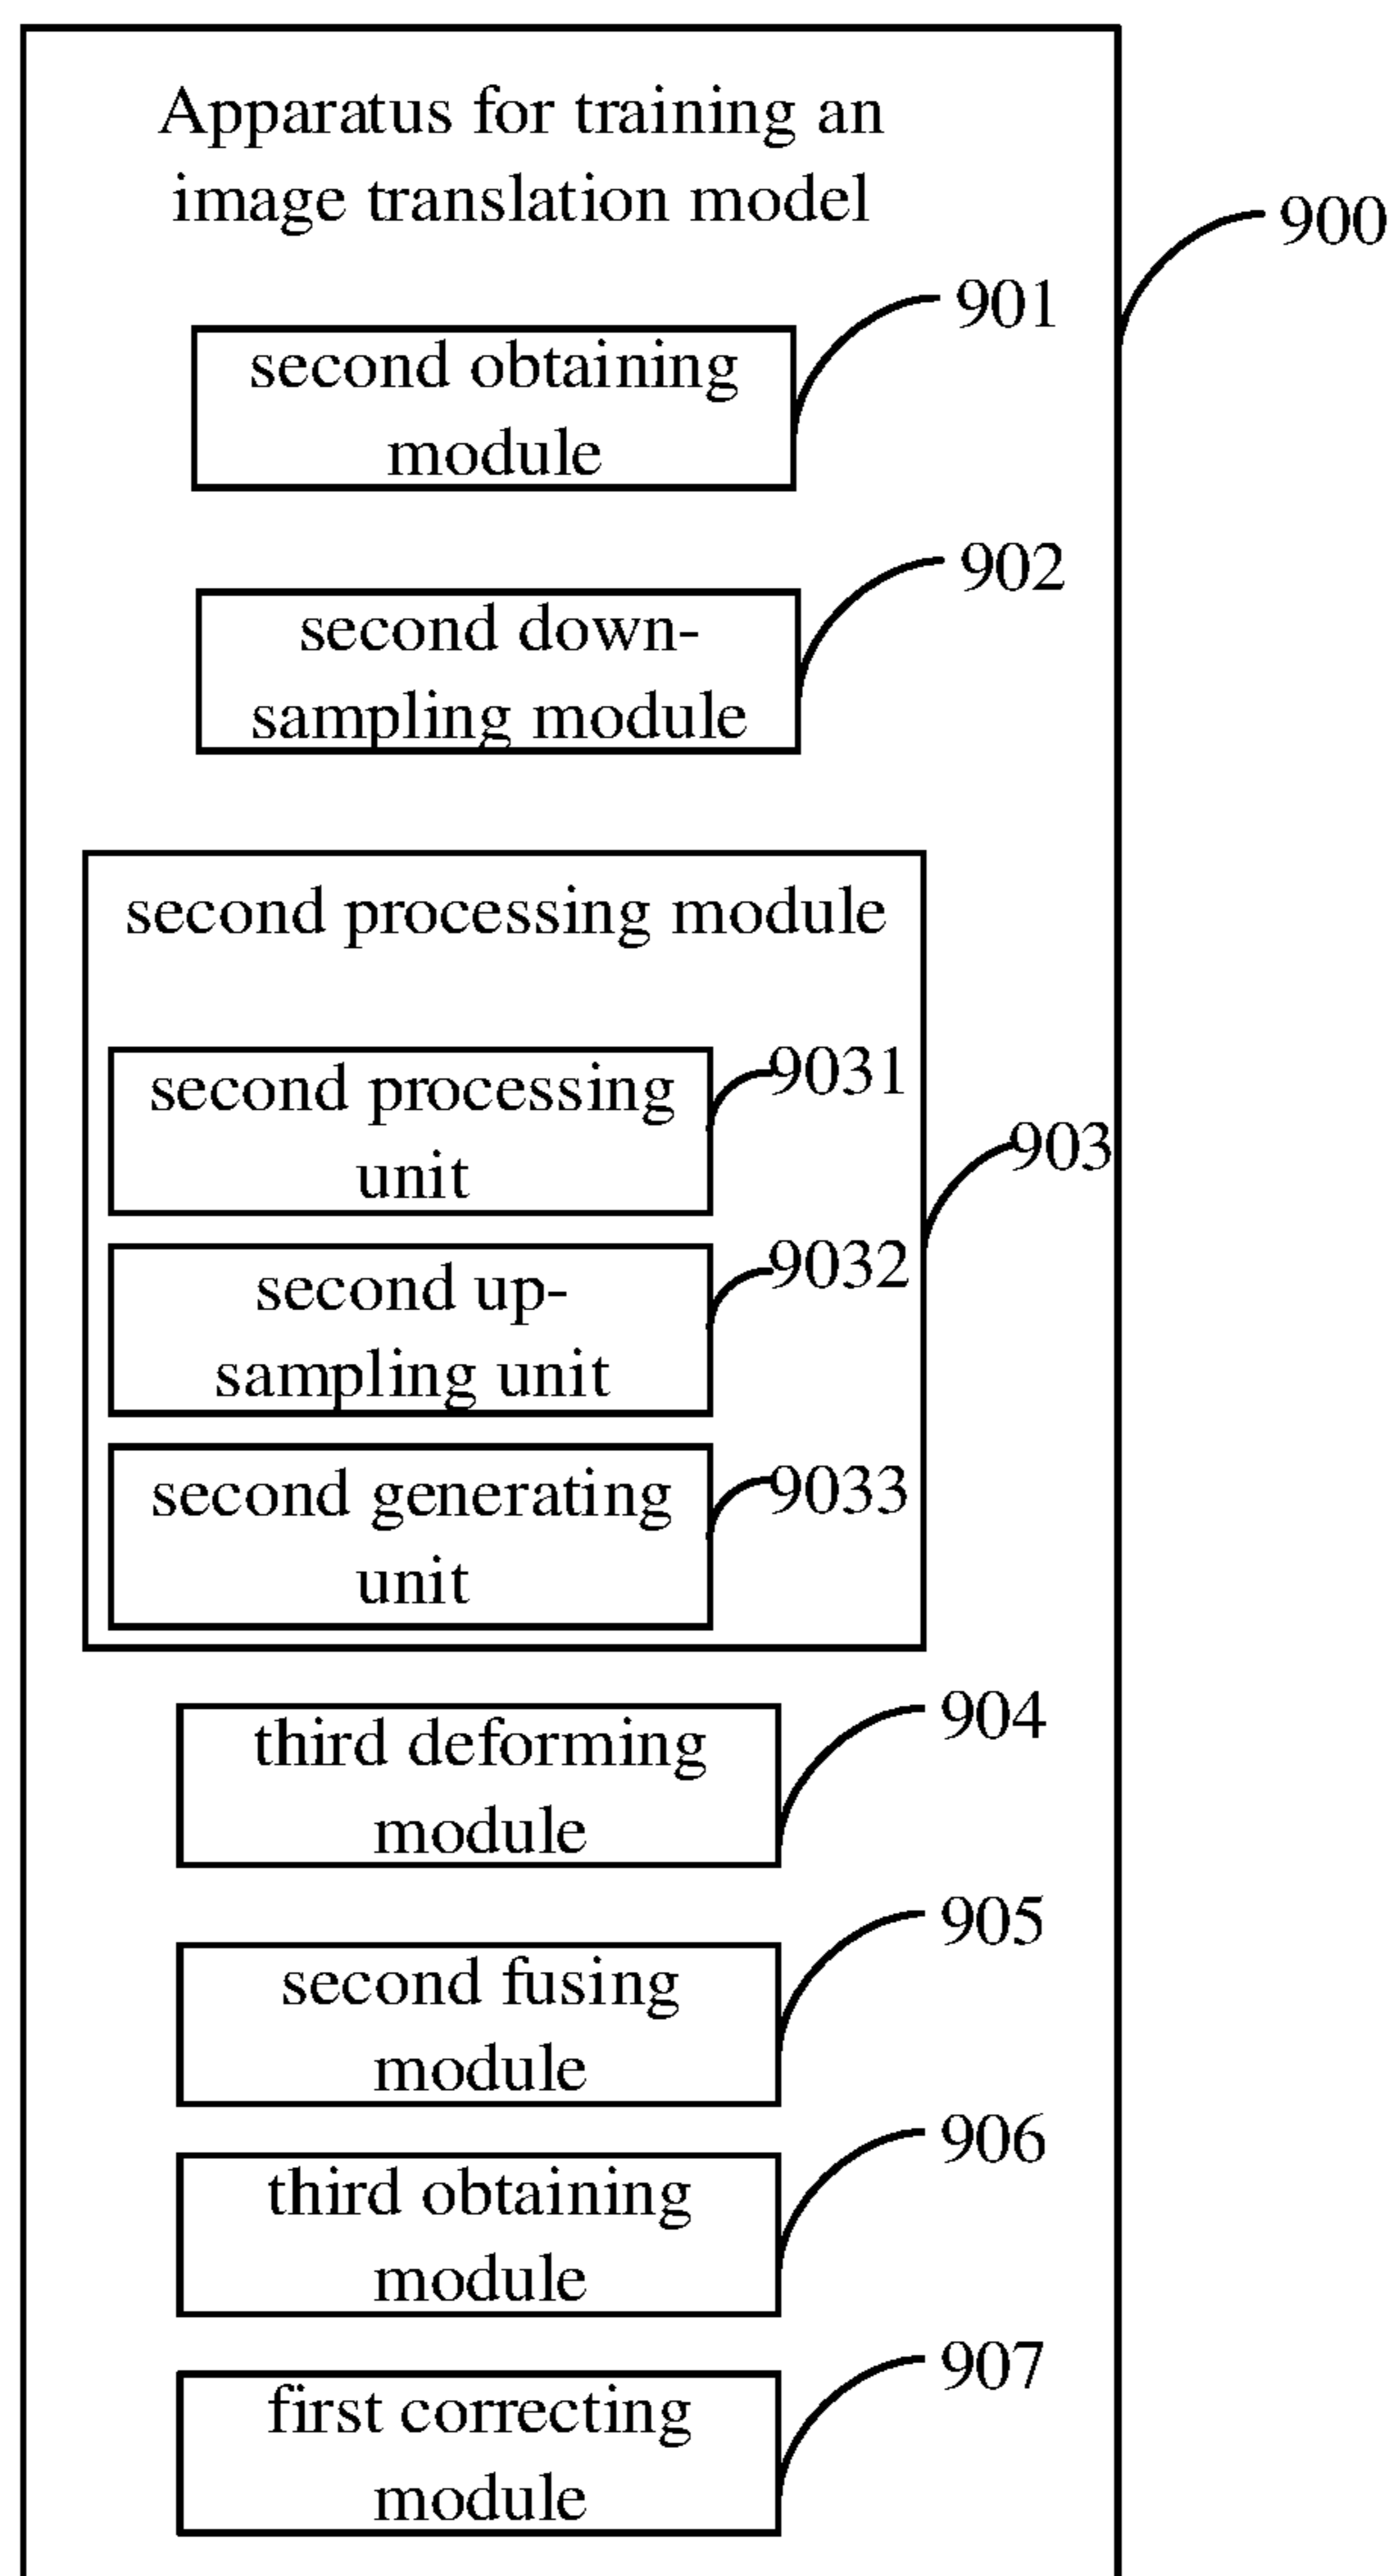 Apparatus for training an
image translation model
900
901
second obtaining
module
902
second down-
sampling module
second processing module
9031
second processing
unit
903
9032
second up-
sampling unit
9033
second generating
unit
904
third deforming
module
905
second fusing
module
906
third obtaining
module
907
first correcting
module